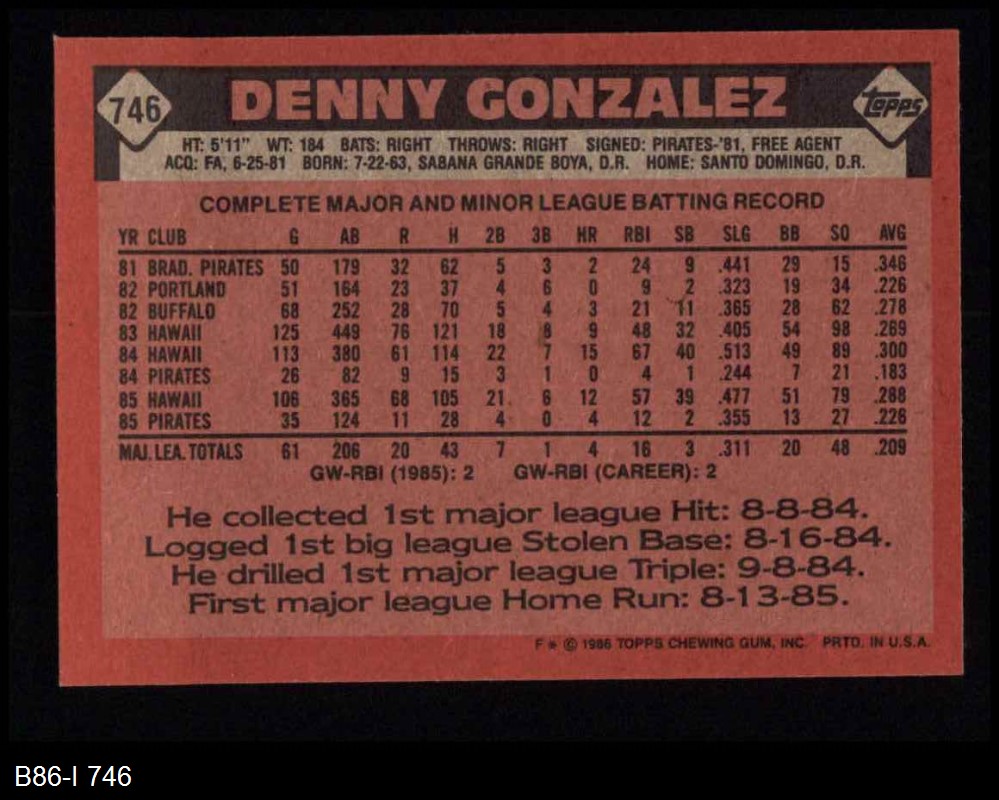 746
DENNY GONZALEZ
TOPPS
HT: 5'11" WT: 184 BATS: RIGHT THROWS: RIGHT SIGNED: PIRATES-'81, FREE AGENT
ACQ: FA, 6-25-81 BORN: 7-22-63, SABANA GRANDE BOYA, D.R. HOME: SANTO DOMINGO, D.R.
COMPLETE MAJOR AND MINOR LEAGUE BATTING RECORD
YR CLUB G AB R H 2B 3B HR RBI SB SLG BB SO AVG
81 BRAD. PIRATES 50 179 32 62 5 3 2 24 9 .441 29 15 .346
82 PORTLAND 51 164 23 37 4 6 0 9 2 .323 19 34 .226
82 BUFFALO 68 252 28 70 5 4 3 21 11 .365 28 62 .278
83 HAWAII 125 449 76 121 18 8 9 48 32 .405 54 98 .269
84 HAWAII 113 380 61 114 22 7 15 67 40 .513 49 89 .300
84 PIRATES 26 82 9 15 3 1 0 4 1 .244 7 21 .183
85 HAWAII 106 365 68 105 21 6 12 57 39 .477 51 79 .288
85 PIRATES 35 124 11 28 4 0 4 12 2 .355 13 27 .226
MAJ. LEA. TOTALS 61 206 20 43 7 1 4 16 3 .311 20 48 .209
GW-RBI (1985): 2 GW-RBI (CAREER): 2
He collected 1st major league Hit: 8-8-84.
Logged 1st big league Stolen Base: 8-16-84.
He drilled 1st major league Triple: 9-8-84.
First major league Home Run: 8-13-85.
F * © 1986 TOPPS CHEWING GUM, INC. PRTD. IN U.S.A.
B86-I 746